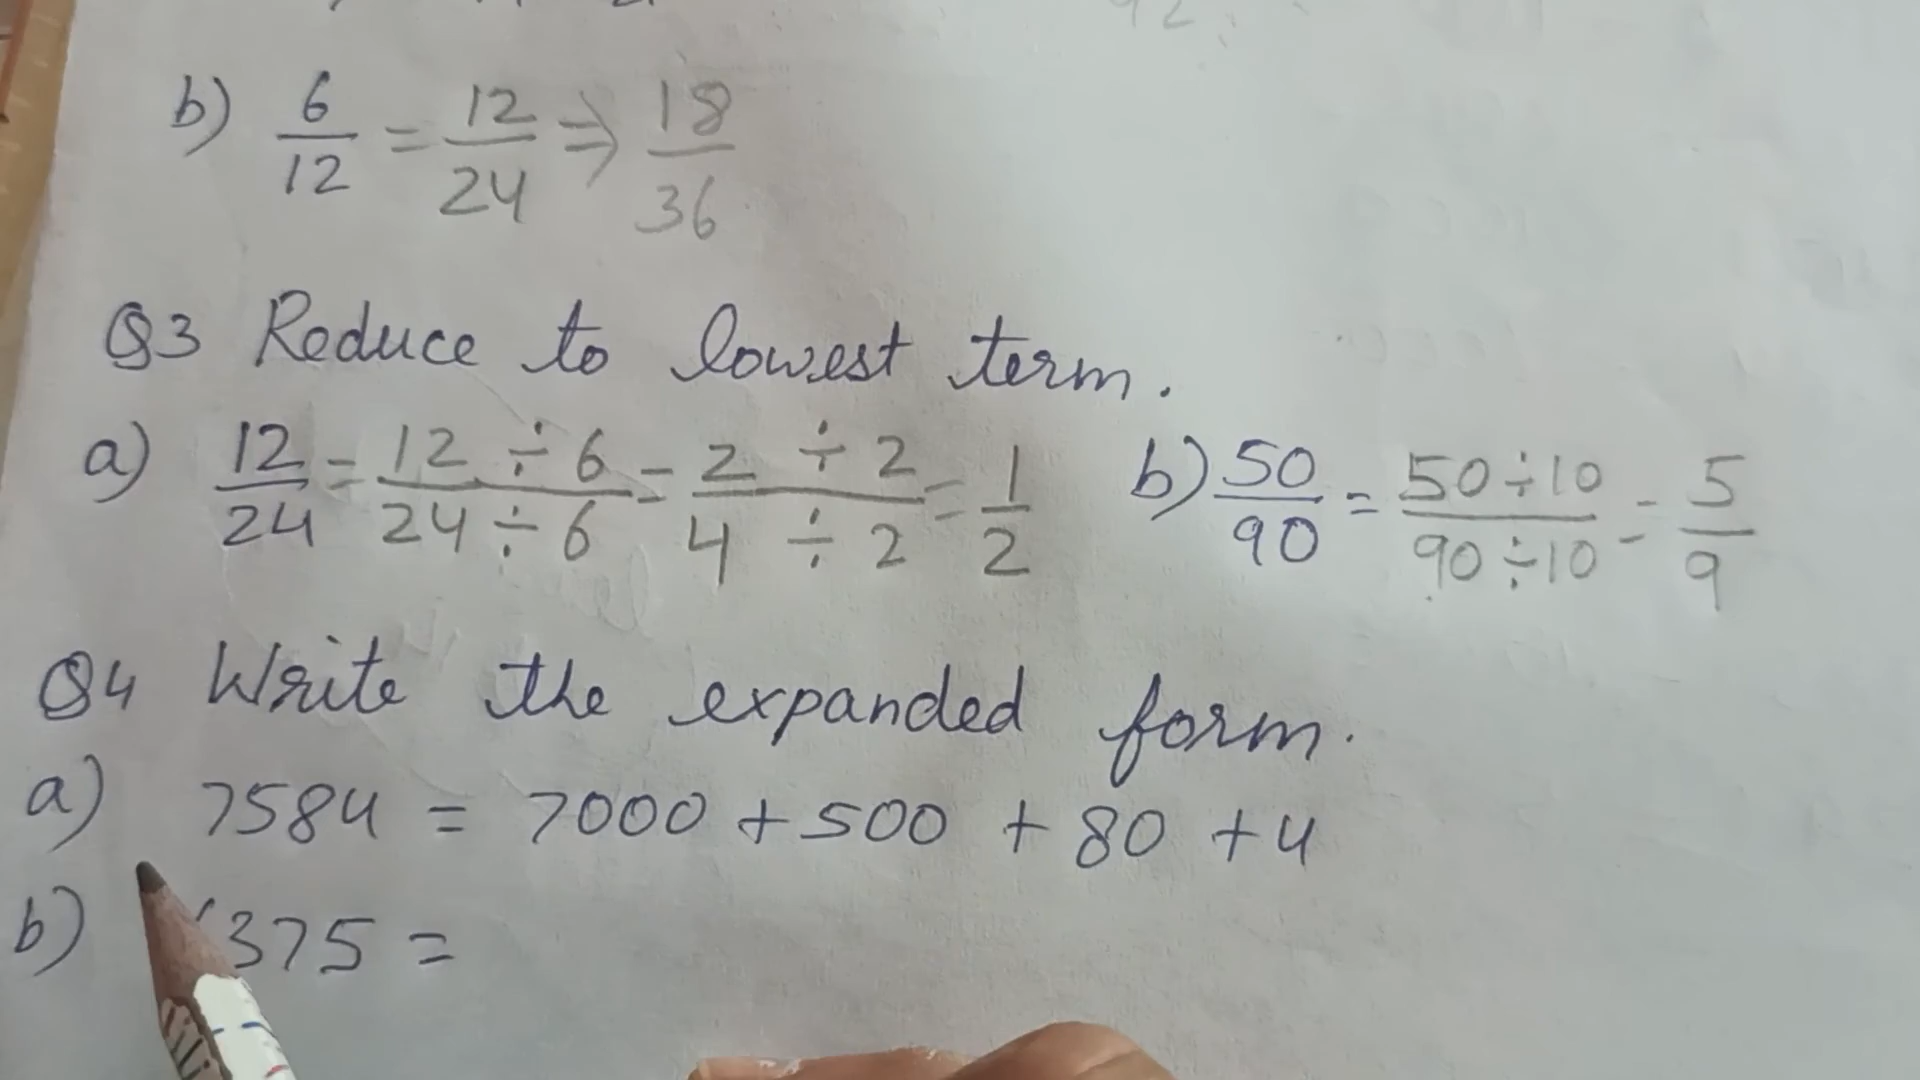 b) 6/12 = 12/24 ⇒ 18/36
Q3 Reduce to lowest term.
a) 12/24 = 12 ÷ 6/24 ÷ 6 = 2 ÷ 2/4 ÷ 2 = 1/2 b) 50/90 = 50÷10/90÷10 = 5/9
Q4 Write the expanded form.
a) 7584 = 7000 + 500 + 80 + 4
b) 375 =